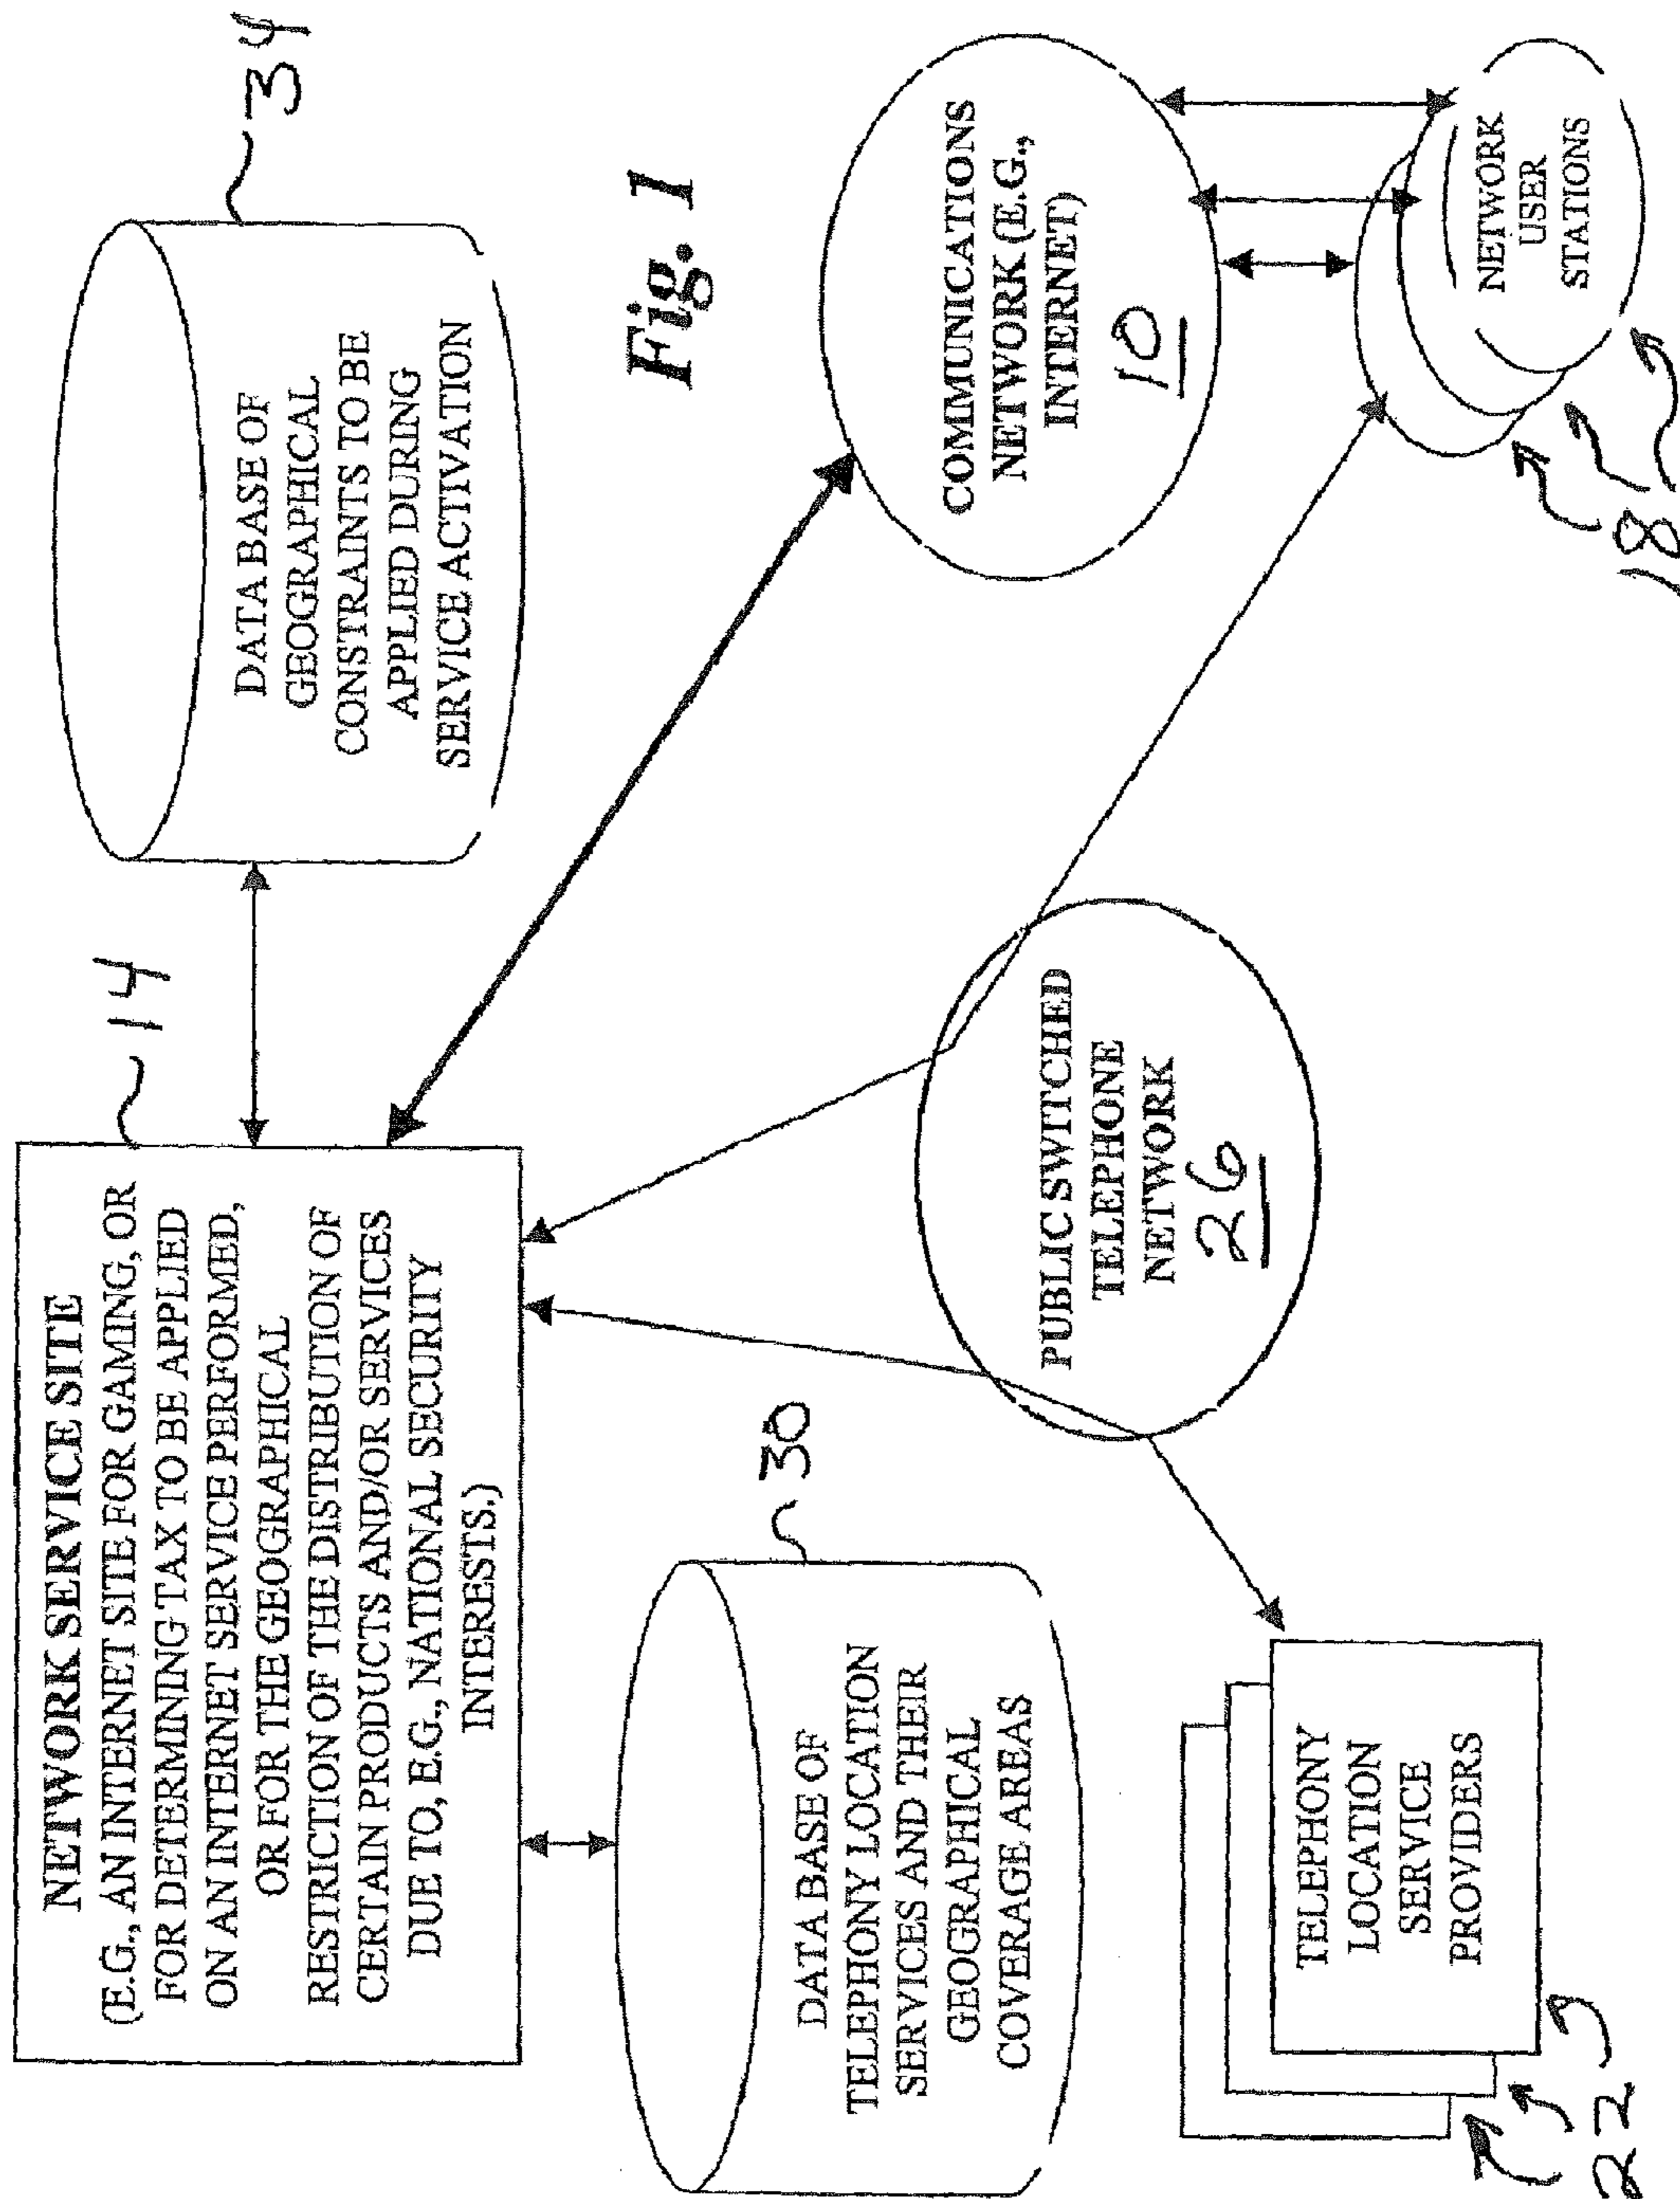 NETWORK SERVICE SITE
(E.G., AN INTERNET SITE FOR GAMING, OR
FOR DETERMINING TAX TO BE APPLIED
ON AN INTERNET SERVICE PERFORMED,
OR FOR THE GEOGRAPHICAL
RESTRICTION OF THE DISTRIBUTION OF
CERTAIN PRODUCTS AND/OR SERVICES
DUE TO, E.G., NATIONAL SECURITY
INTERESTS.)
14
DATA BASE OF
GEOGRAPHICAL
CONSTRAINTS TO BE
APPLIED DURING
SERVICE ACTIVATION
34
Fig. 1
DATA BASE OF
TELEPHONY LOCATION
SERVICES AND THEIR
GEOGRAPHICAL
COVERAGE AREAS
30
PUBLIC SWITCHED
TELEPHONE
NETWORK
26
COMMUNICATIONS
NETWORK (E.G.,
INTERNET)
10
TELEPHONY
LOCATION
SERVICE
PROVIDERS
22
NETWORK
USER
STATIONS
18